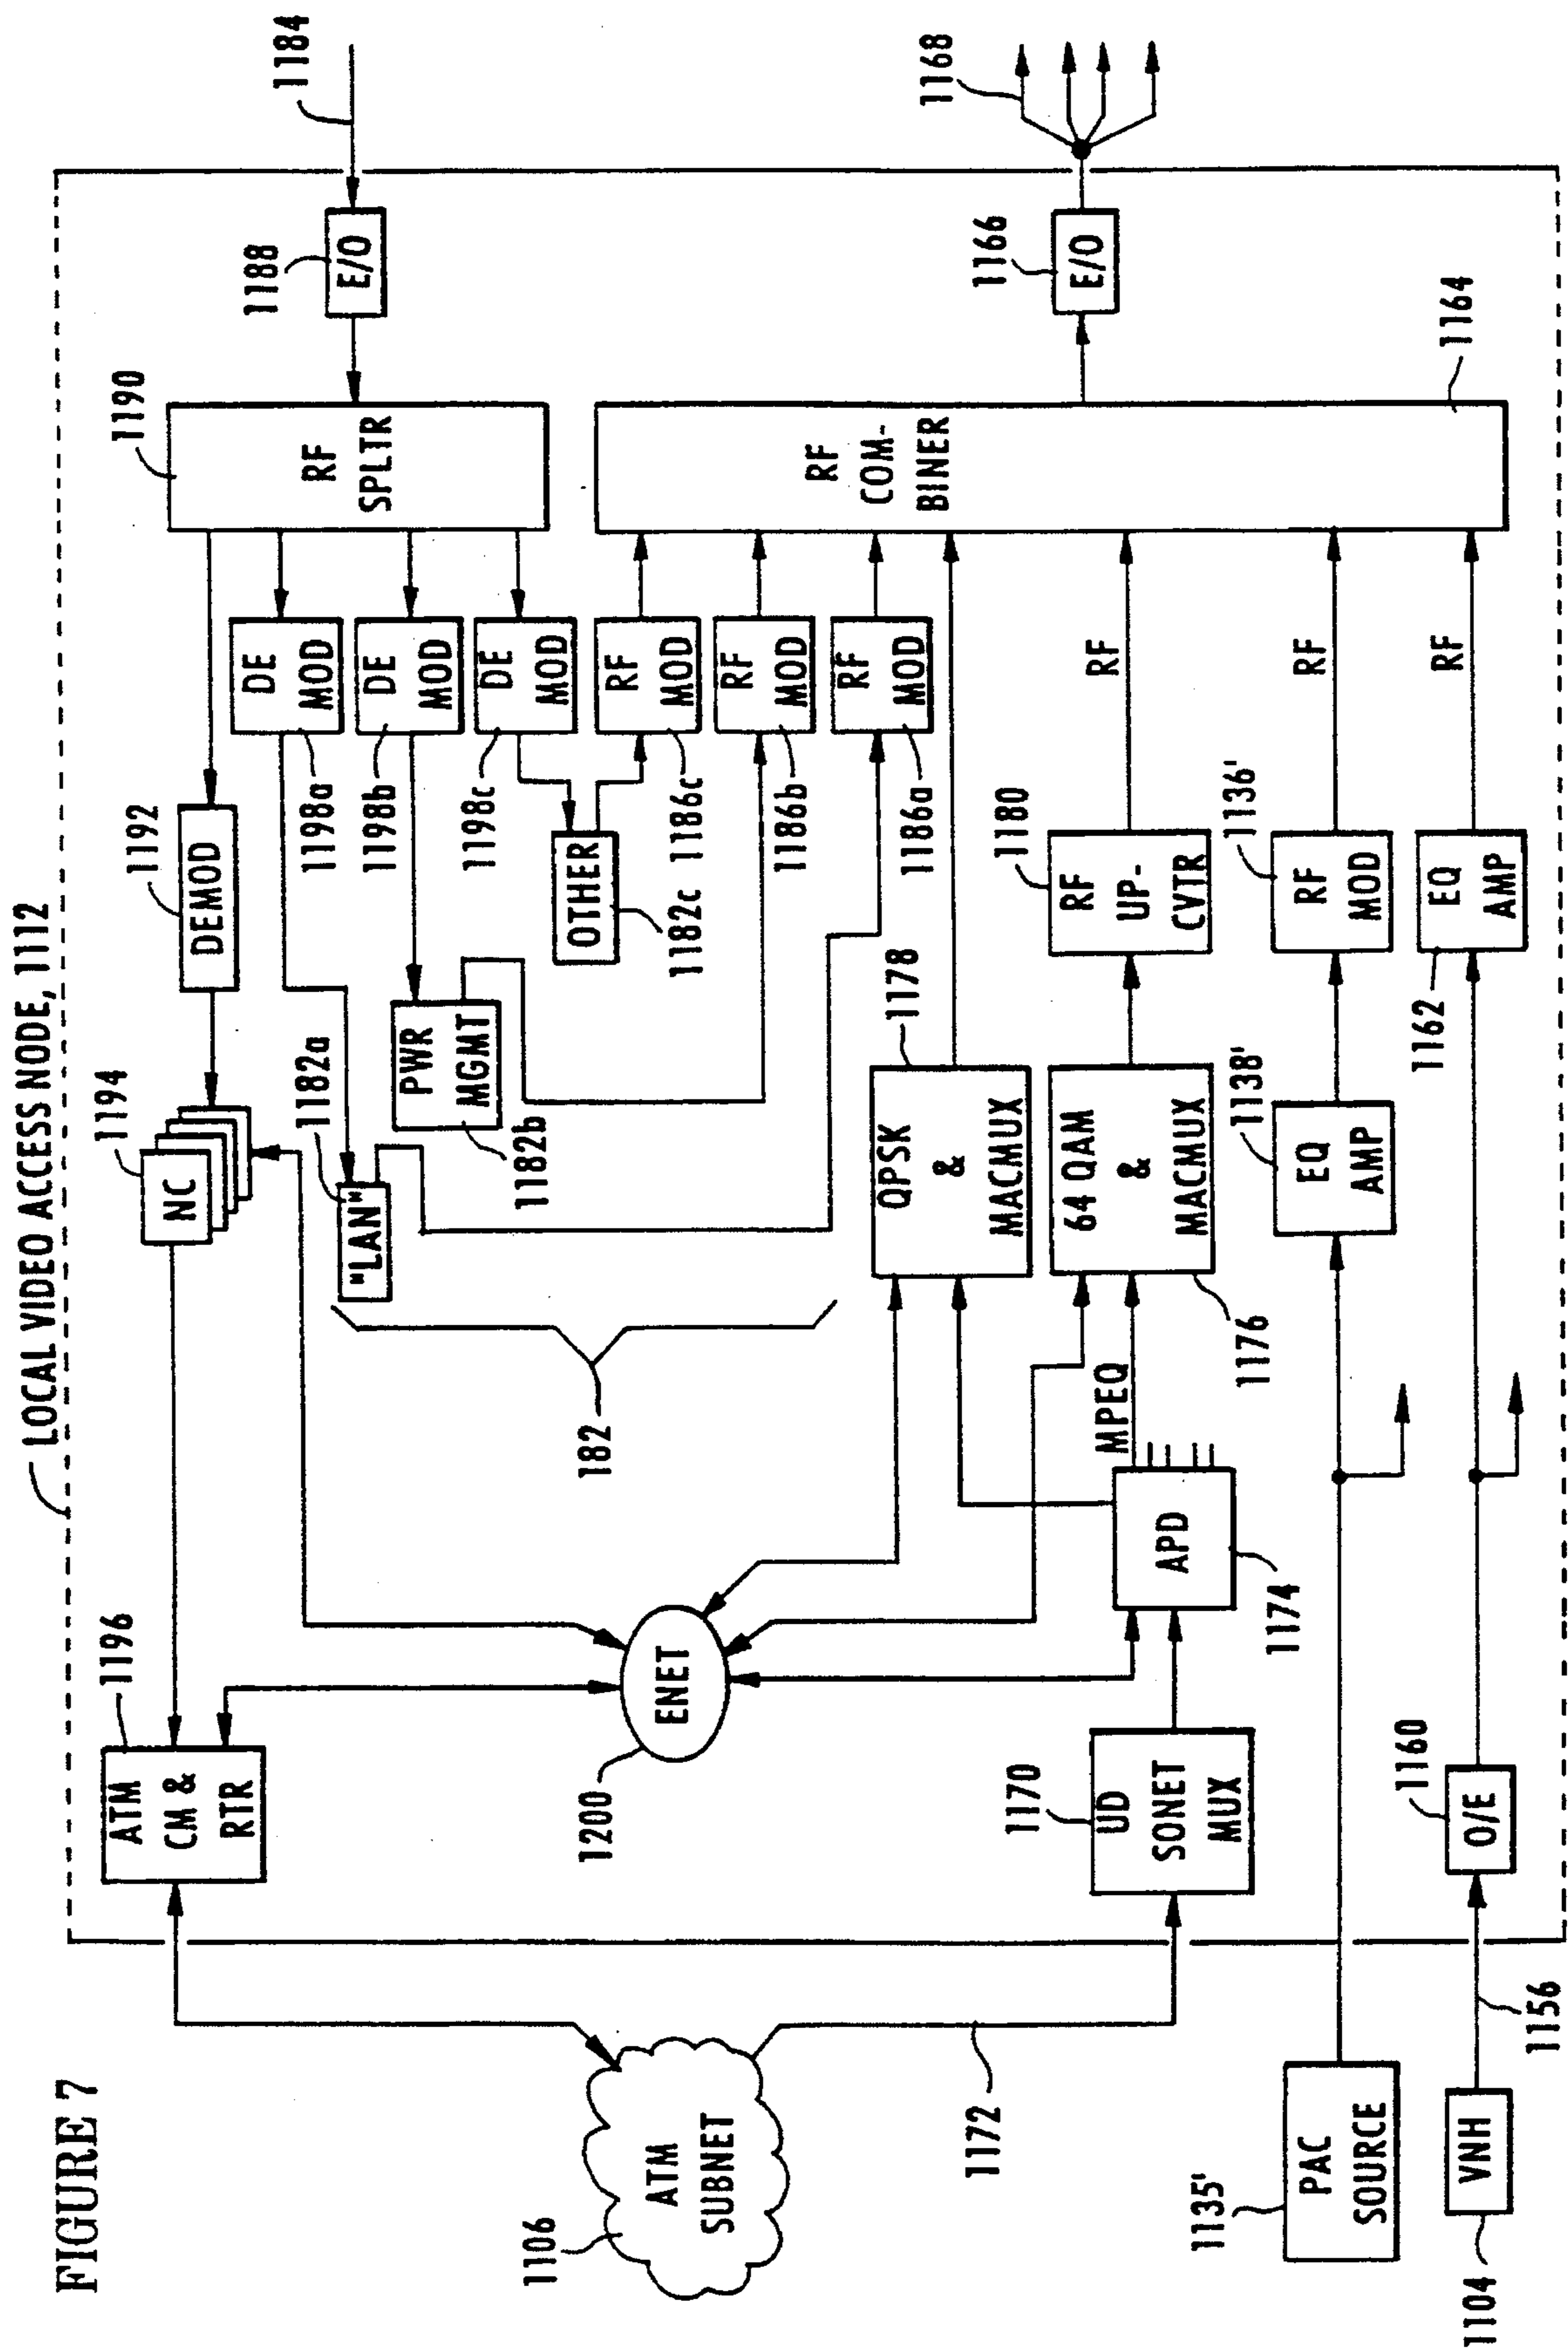 FIGURE 7
LOCAL VIDEO ACCESS NODE, 1112
1196
ATM
CM &
RTR
1194
NC
1192
DEMOD
1190
RF
SPLTR
1188
E/O
1184
DE
MOD
1198a
DE
MOD
1198b
DE
MOD
1198c
1182a
"LAN"
PWR
MGMT
1182b
OTHER
1182c
182
RF
MOD
1186c
RF
MOD
1186b
RF
MOD
1186a
RF
COM-
BINER
1164
1166
E/O
1168
1106
ATM
SUBNET
1172
1200
ENET
1170
UD
SONET
MUX
APD
1174
MPEQ
QPSK
&
MACMUX
1178
64 QAM
&
MACMUX
1176
1180
RF
UP-
CVTR
RF
1135'
PAC
SOURCE
1138'
EQ
AMP
1136'
RF
MOD
RF
1104
VNH
1156
1160
O/E
1162
EQ
AMP
RF